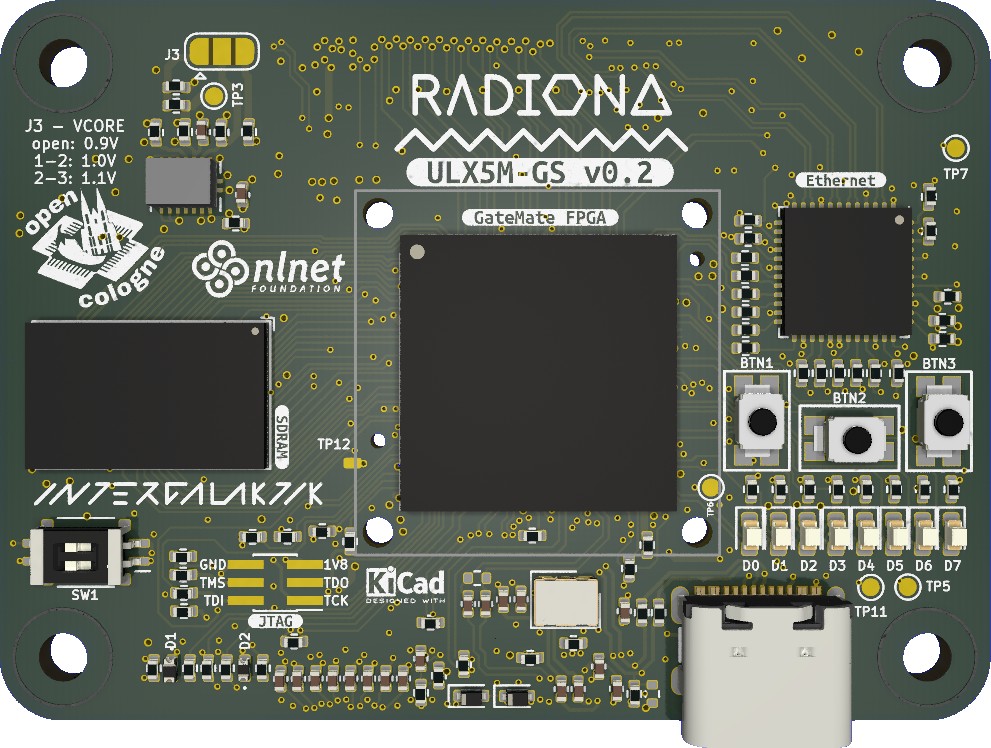 J3
TP3
RADIONA
ULX5M-GS v0.2
J3 – VCORE
open: 0.9V
1-2: 1.0V
2-3: 1.1V
TP7
Ethernet
open
cologne
GateMate FPGA
nlnet
FOUNDATION
BTN1
BTN3
BTN2
SDRAM
TP12
INTERGALAKTIK
TP6
SW1
GND
1V8
TMS
TDO
TDI
TCK
JTAG
KiCad
DESIGNED WITH
D0 D1 D2 D3 D4 D5 D6 D7
TP11
TP5
D1
D2